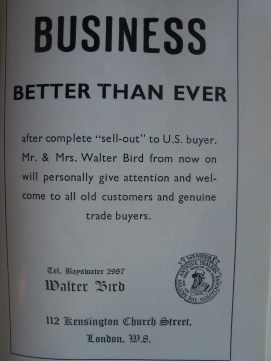 BUSINESS
BETTER THAN EVER
after complete "sell-out" to U.S. buyer.
Mr. & Mrs. Walter Bird from now on
will personally give attention and wel-
come to all old customers and genuine
trade buyers.
Tel. Bayswater 2987
Walter Bird
MEMBER
112 Kensington Church Street,
London, W.8.